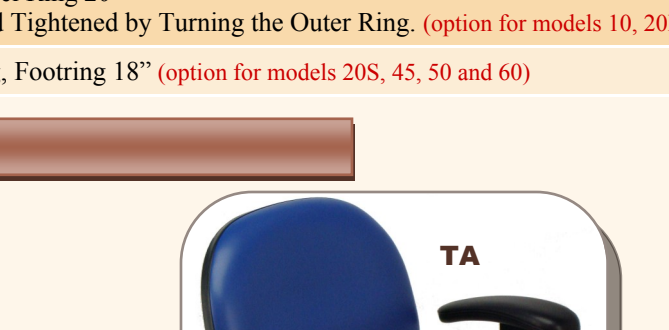 d Tightened by Turning the Outer Ring. (option for models 10, 20
, Footring 18” (option for models 20S, 45, 50 and 60)
TA